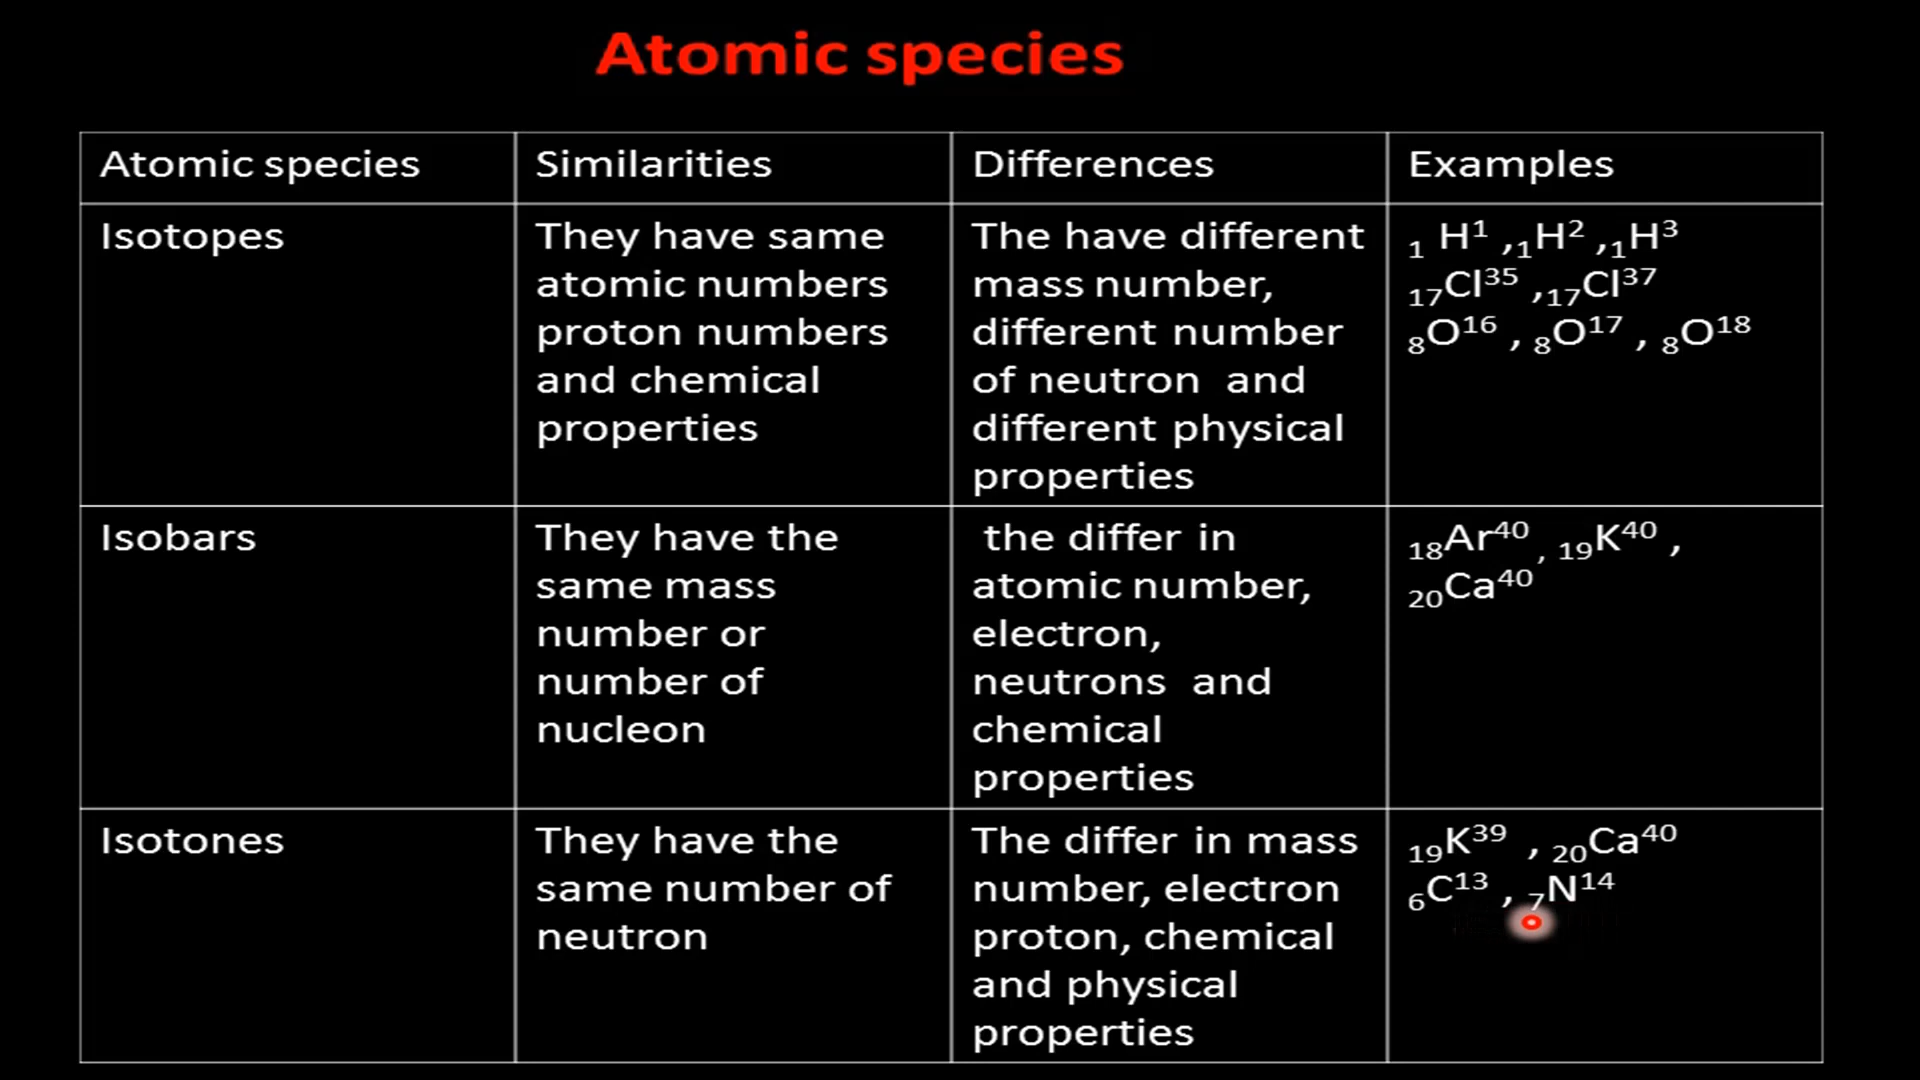 Atomic species
Atomic species
Similarities
Differences
Examples
Isotopes
They have same
atomic numbers
proton numbers
and chemical
properties
The have different
mass number,
different number
of neutron and
different physical
properties
₁ H¹ ,₁H² ,₁H³
₁₇Cl³⁵ ,₁₇Cl³⁷
₈O¹⁶ , ₈O¹⁷ , ₈O¹⁸
Isobars
They have the
same mass
number or
number of
nucleon
the differ in
atomic number,
electron,
neutrons and
chemical
properties
₁₈Ar⁴⁰ , ₁₉K⁴⁰ ,
₂₀Ca⁴⁰
Isotones
They have the
same number of
neutron
The differ in mass
number, electron
proton, chemical
and physical
properties
₁₉K³⁹ , ₂₀Ca⁴⁰
₆C¹³ , ₇N¹⁴